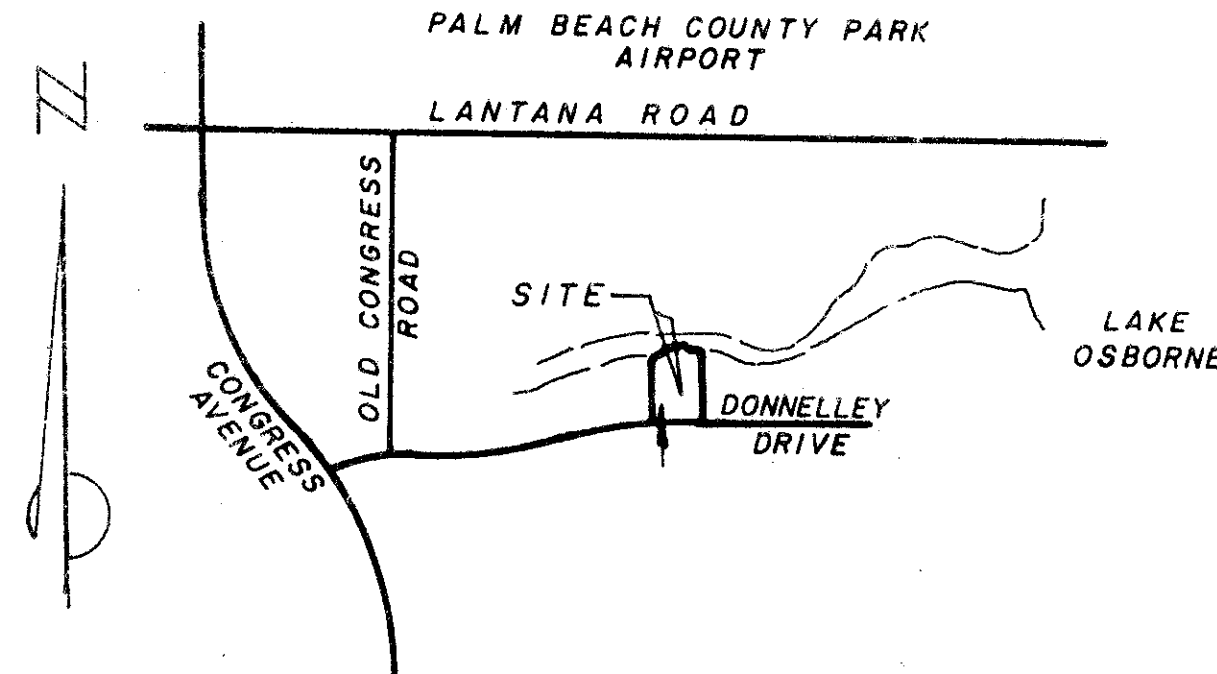 PALM BEACH COUNTY PARK
AIRPORT
N
LANTANA ROAD
OLD CONGRESS
ROAD
SITE
LAKE
OSBORNE
CONGRESS
AVENUE
DONNELLEY
DRIVE